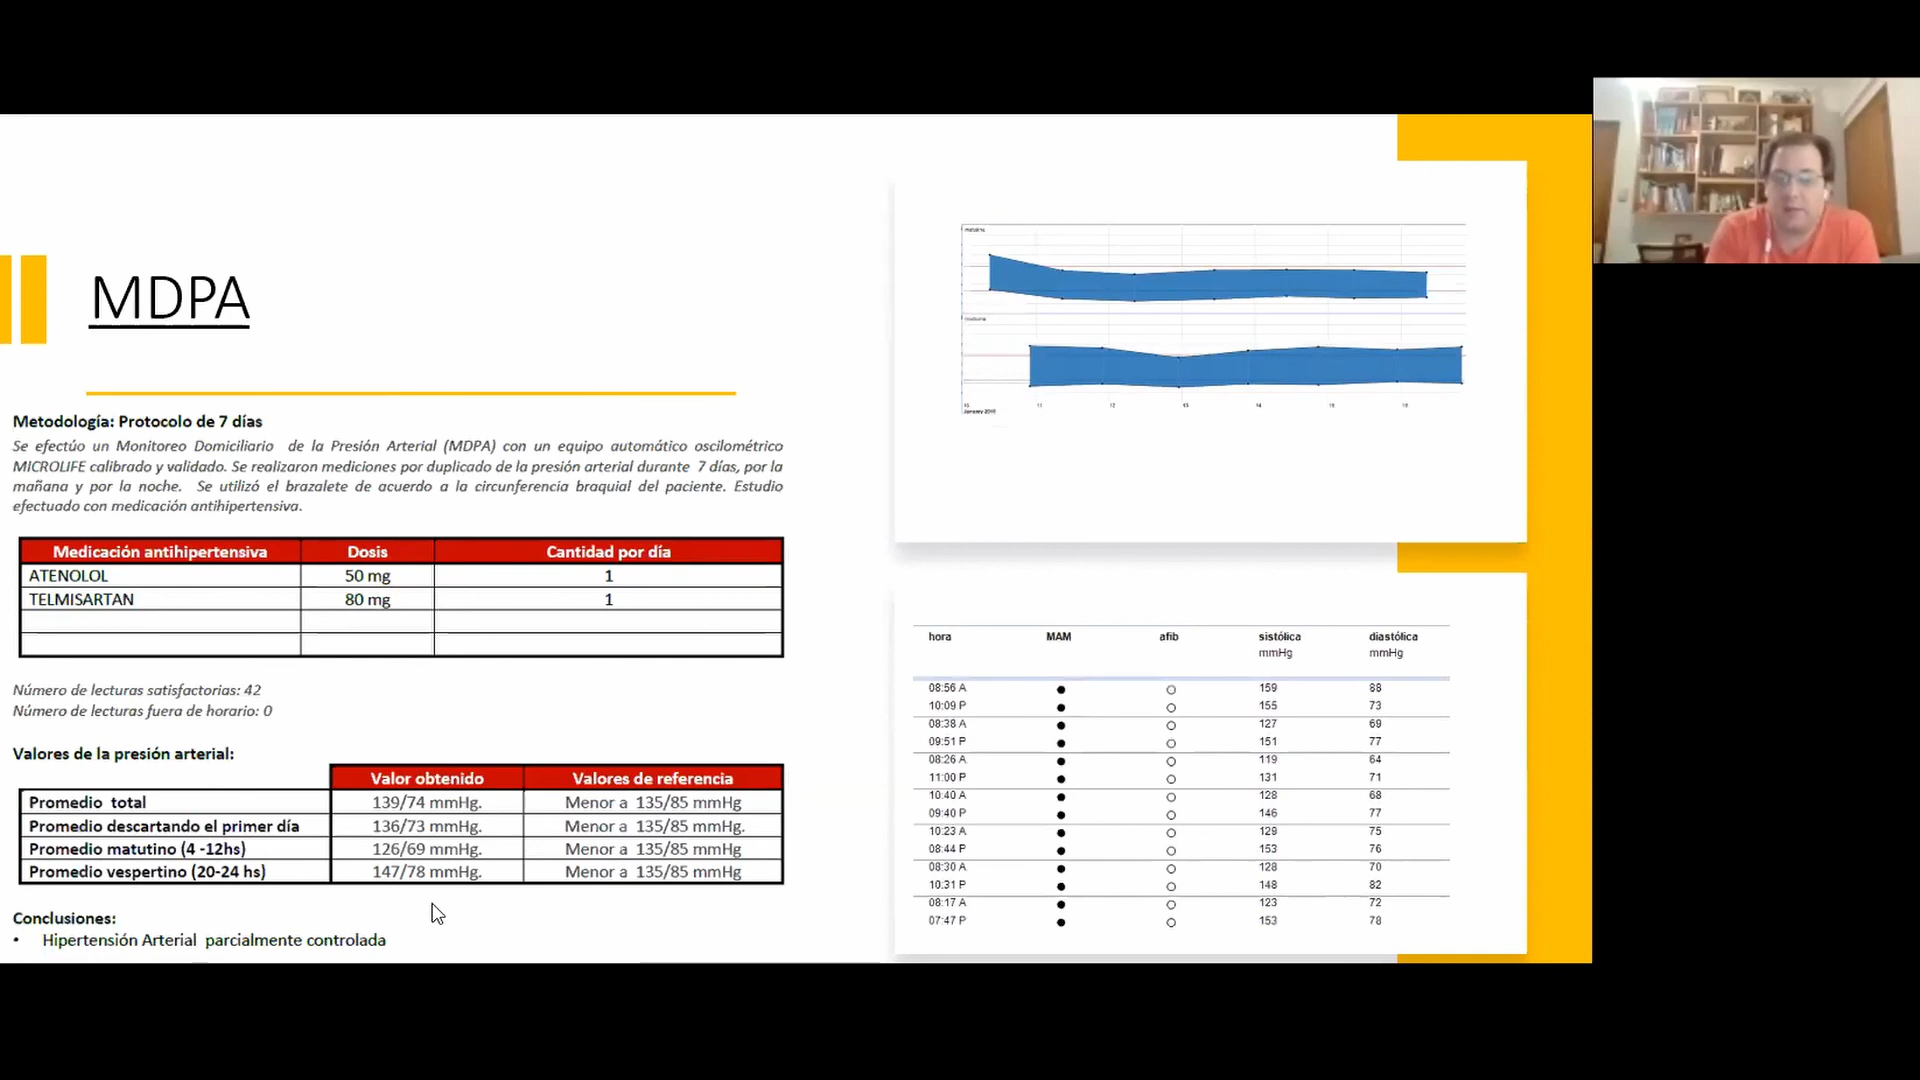 MDPA
Metodología: Protocolo de 7 días
Se efectúo un Monitoreo Domiciliario de la Presión Arterial (MDPA) con un equipo automático oscilométrico
MICROLIFE calibrado y validado. Se realizaron mediciones por duplicado de la presión arterial durante 7 días, por la
mañana y por la noche. Se utilizó el brazalete de acuerdo a la circunferencia braquial del paciente. Estudio
efectuado con medicación antihipertensiva.
Medicación antihipertensiva Dosis Cantidad por día
ATENOLOL 50 mg 1
TELMISARTAN 80 mg 1
Número de lecturas satisfactorias: 42
Número de lecturas fuera de horario: 0
Valores de la presión arterial:
Valor obtenido Valores de referencia
Promedio total 139/74 mmHg. Menor a 135/85 mmHg
Promedio descartando el primer día 136/73 mmHg. Menor a 135/85 mmHg.
Promedio matutino (4 -12hs) 126/69 mmHg. Menor a 135/85 mmHg
Promedio vespertino (20-24 hs) 147/78 mmHg. Menor a 135/85 mmHg
Conclusiones:
• Hipertensión Arterial parcialmente controlada
10 11 12 13 14 15 16
January 2016
hora MAM afib sistólica diastólica
mmHg mmHg
08:56 A 159 88
10:09 P 155 73
08:38 A 127 69
09:51 P 151 77
08:26 A 119 64
11:00 P 131 71
10:40 A 128 68
09:40 P 146 77
10:23 A 129 75
08:44 P 153 76
08:30 A 128 70
10:31 P 148 82
08:17 A 123 72
07:47 P 153 78